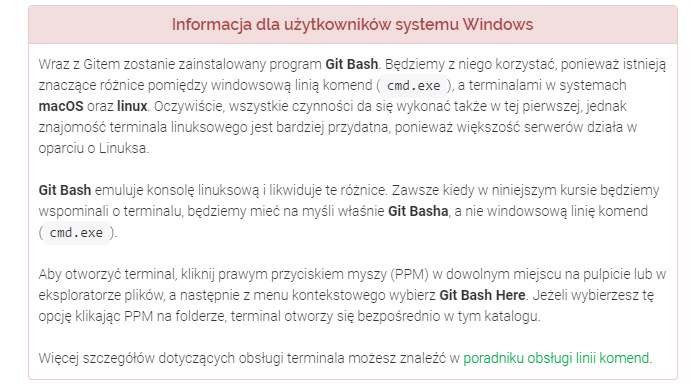 Informacja dla użytkowników systemu Windows
Wraz z Gitem zostanie zainstalowany program Git Bash. Będziemy z niego korzystać, ponieważ istnieją
znaczące różnice pomiędzy windowsową linią komend ( cmd.exe ), a terminalami w systemach
macOS oraz linux. Oczywiście, wszystkie czynności da się wykonać także w tej pierwszej, jednak
znajomość terminala linuksowego jest bardziej przydatna, ponieważ większość serwerów działa w
oparciu o Linuksa.
Git Bash emuluje konsolę linuksową i likwiduje te różnice. Zawsze kiedy w niniejszym kursie będziemy
wspominali o terminalu, będziemy mieć na myśli właśnie Git Basha, a nie windowsową linię komend
( cmd.exe ).
Aby otworzyć terminal, kliknij prawym przyciskiem myszy (PPM) w dowolnym miejscu na pulpicie lub w
eksploratorze plików, a następnie z menu kontekstowego wybierz Git Bash Here. Jeżeli wybierzesz tę
opcję klikając PPM na folderze, terminal otworzy się bezpośrednio w tym katalogu.
Więcej szczegółów dotyczących obsługi terminala możesz znaleźć w poradniku obsługi linii komend.